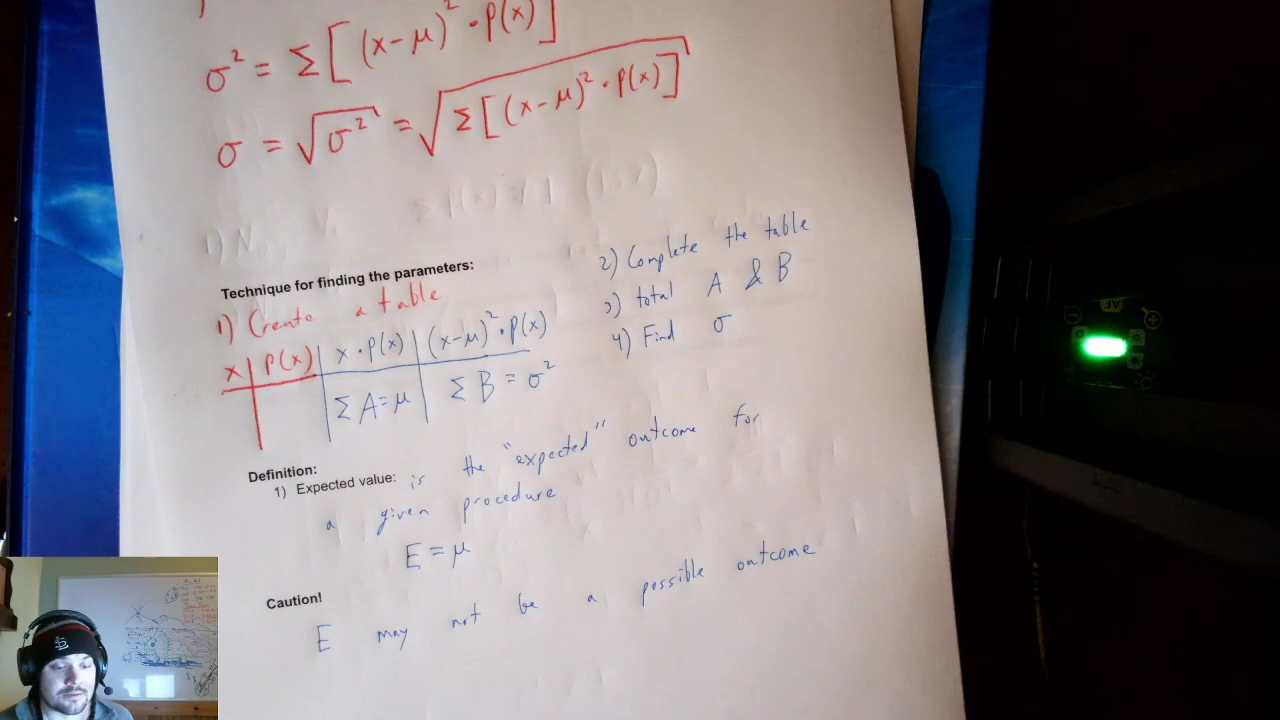 σ² = Σ[(x-μ)² · P(x)]
σ = √σ² = √Σ[(x-μ)² · P(x)]
Technique for finding the parameters:
1) Create a table
x | P(x) | x · P(x) | (x-μ)² · P(x)
Σ A = μ | Σ B = σ²
2) Complete the table
3) total A & B
4) Find σ
Definition:
1) Expected value: is the "expected" outcome for
a given procedure
E = μ
Caution!
E may not be a possible outcome
AF